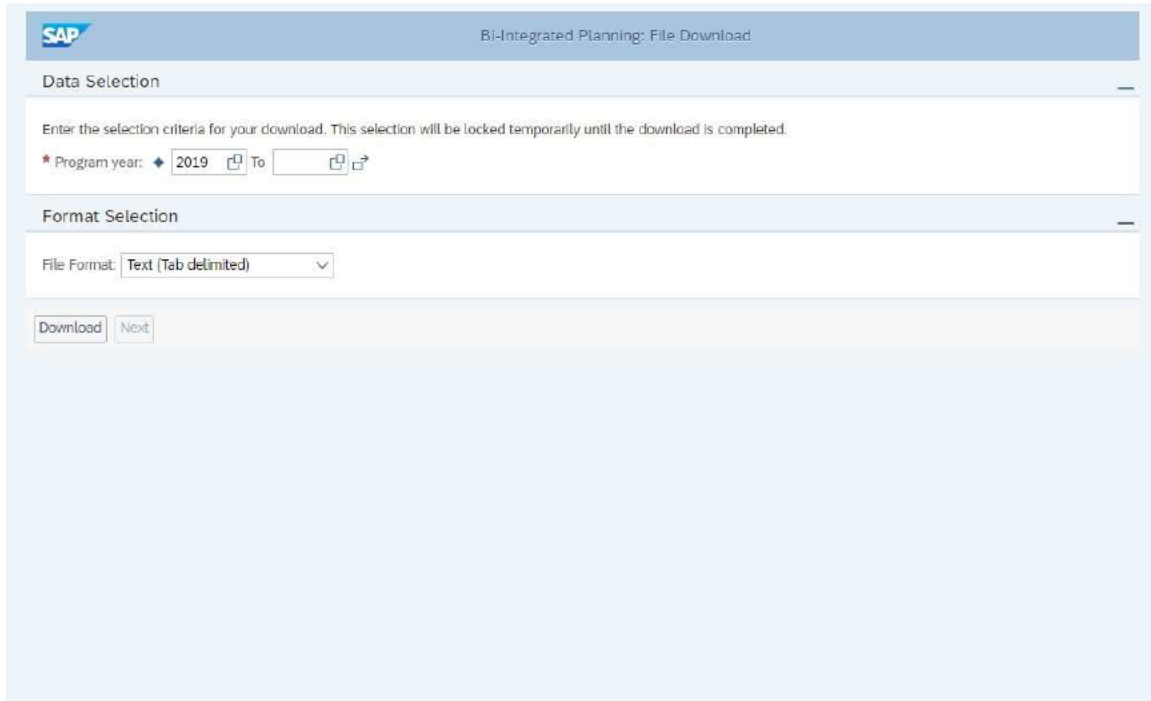 SAP
BI-Integrated Planning: File Download
Data Selection
Enter the selection criteria for your download. This selection will be locked temporarily until the download is completed.
* Program year: 2019 To
Format Selection
File Format: Text (Tab delimited)
Download Next